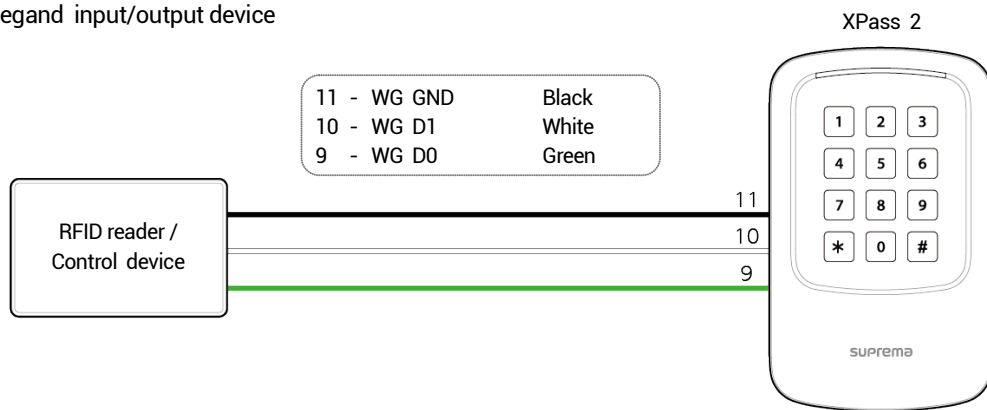 egand input/output device
XPass 2
11 - WG GND Black
10 - WG D1 White
9 - WG D0 Green
RFID reader /
Control device
11
10
9
1 2 3
4 5 6
7 8 9
* 0 #
suprema